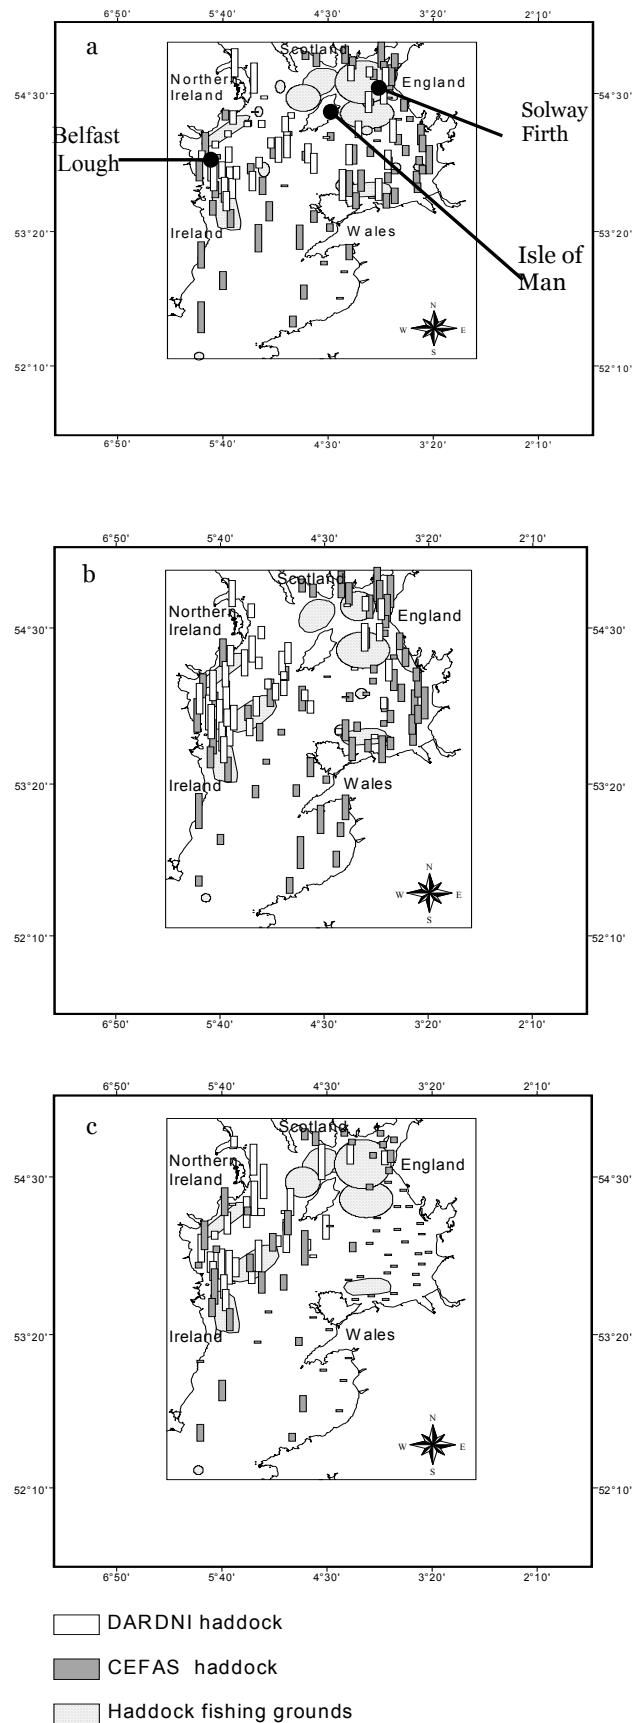 6°50' 5°40' 4°30' 3°20' 2°10'
a
Scotland
Northern
Ireland
England
54°30' 54°30'
Solway
Firth
Belfast
Lough
53°20' Ireland Wales 53°20'
Isle of
Man
N
W E
S
52°10' 52°10'
6°50' 5°40' 4°30' 3°20' 2°10'
6°50' 5°40' 4°30' 3°20' 2°10'
b
Scotland
Northern
Ireland
England
54°30' 54°30'
53°20' Ireland Wales 53°20'
N
W E
S
52°10' 52°10'
6°50' 5°40' 4°30' 3°20' 2°10'
6°50' 5°40' 4°30' 3°20' 2°10'
c
Scotland
Northern
Ireland
England
54°30' 54°30'
53°20' Ireland Wales 53°20'
N
W E
S
52°10' 52°10'
6°50' 5°40' 4°30' 3°20' 2°10'
DARDNI haddock
CEFAS haddock
Haddock fishing grounds